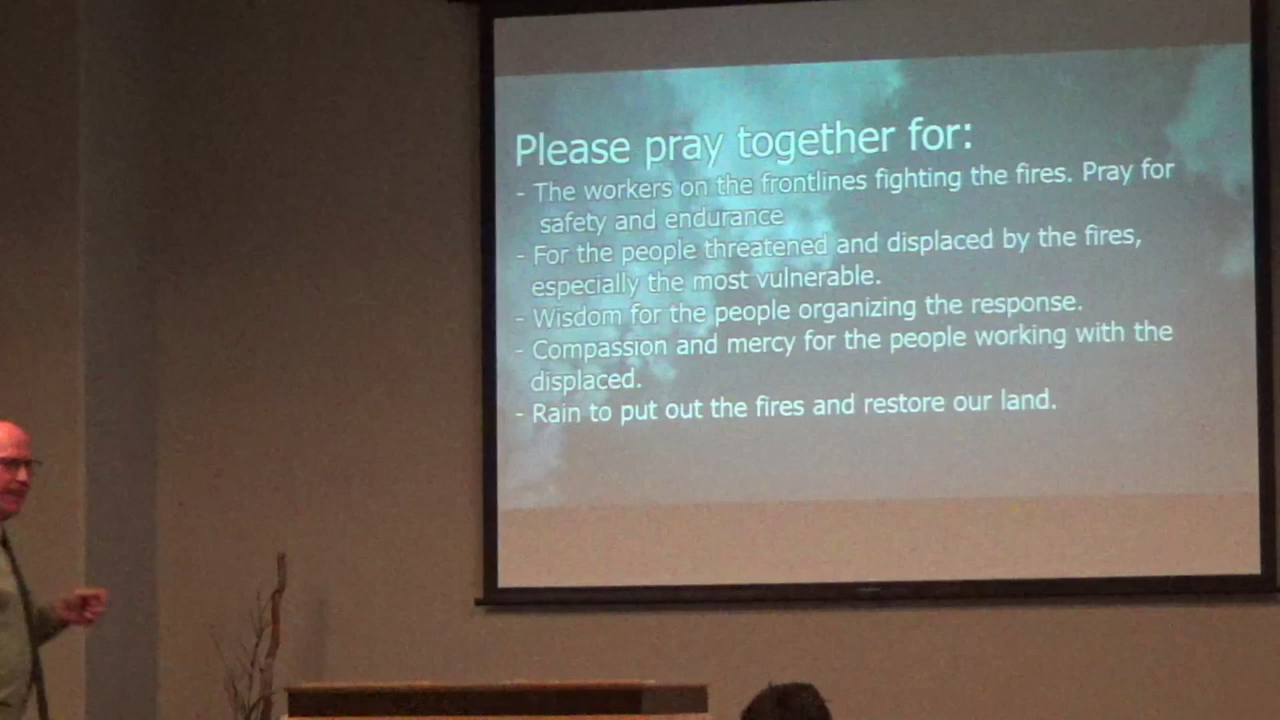 Please pray together for:
- The workers on the frontlines fighting the fires. Pray for
safety and endurance
- For the people threatened and displaced by the fires,
especially the most vulnerable.
- Wisdom for the people organizing the response.
- Compassion and mercy for the people working with the
displaced.
- Rain to put out the fires and restore our land.